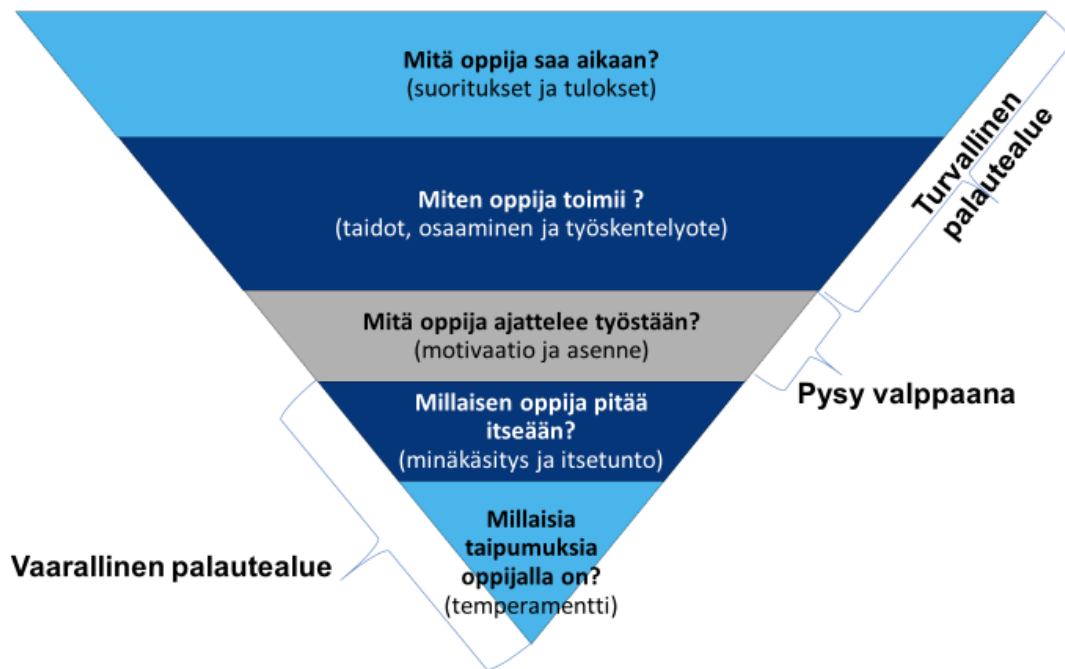 Mitä oppija saa aikaan?
(suoritukset ja tulokset)
Turvallinen
palautealue
Miten oppija toimii ?
(taidot, osaaminen ja työskentelyote)
Mitä oppija ajattelee työstään?
(motivaatio ja asenne)
Pysy valppaana
Millaisen oppija pitää
itseään?
(minäkäsitys ja itsetunto)
Millaisia
taipumuksia
oppijalla on?
(temperamentti)
Vaarallinen palautealue